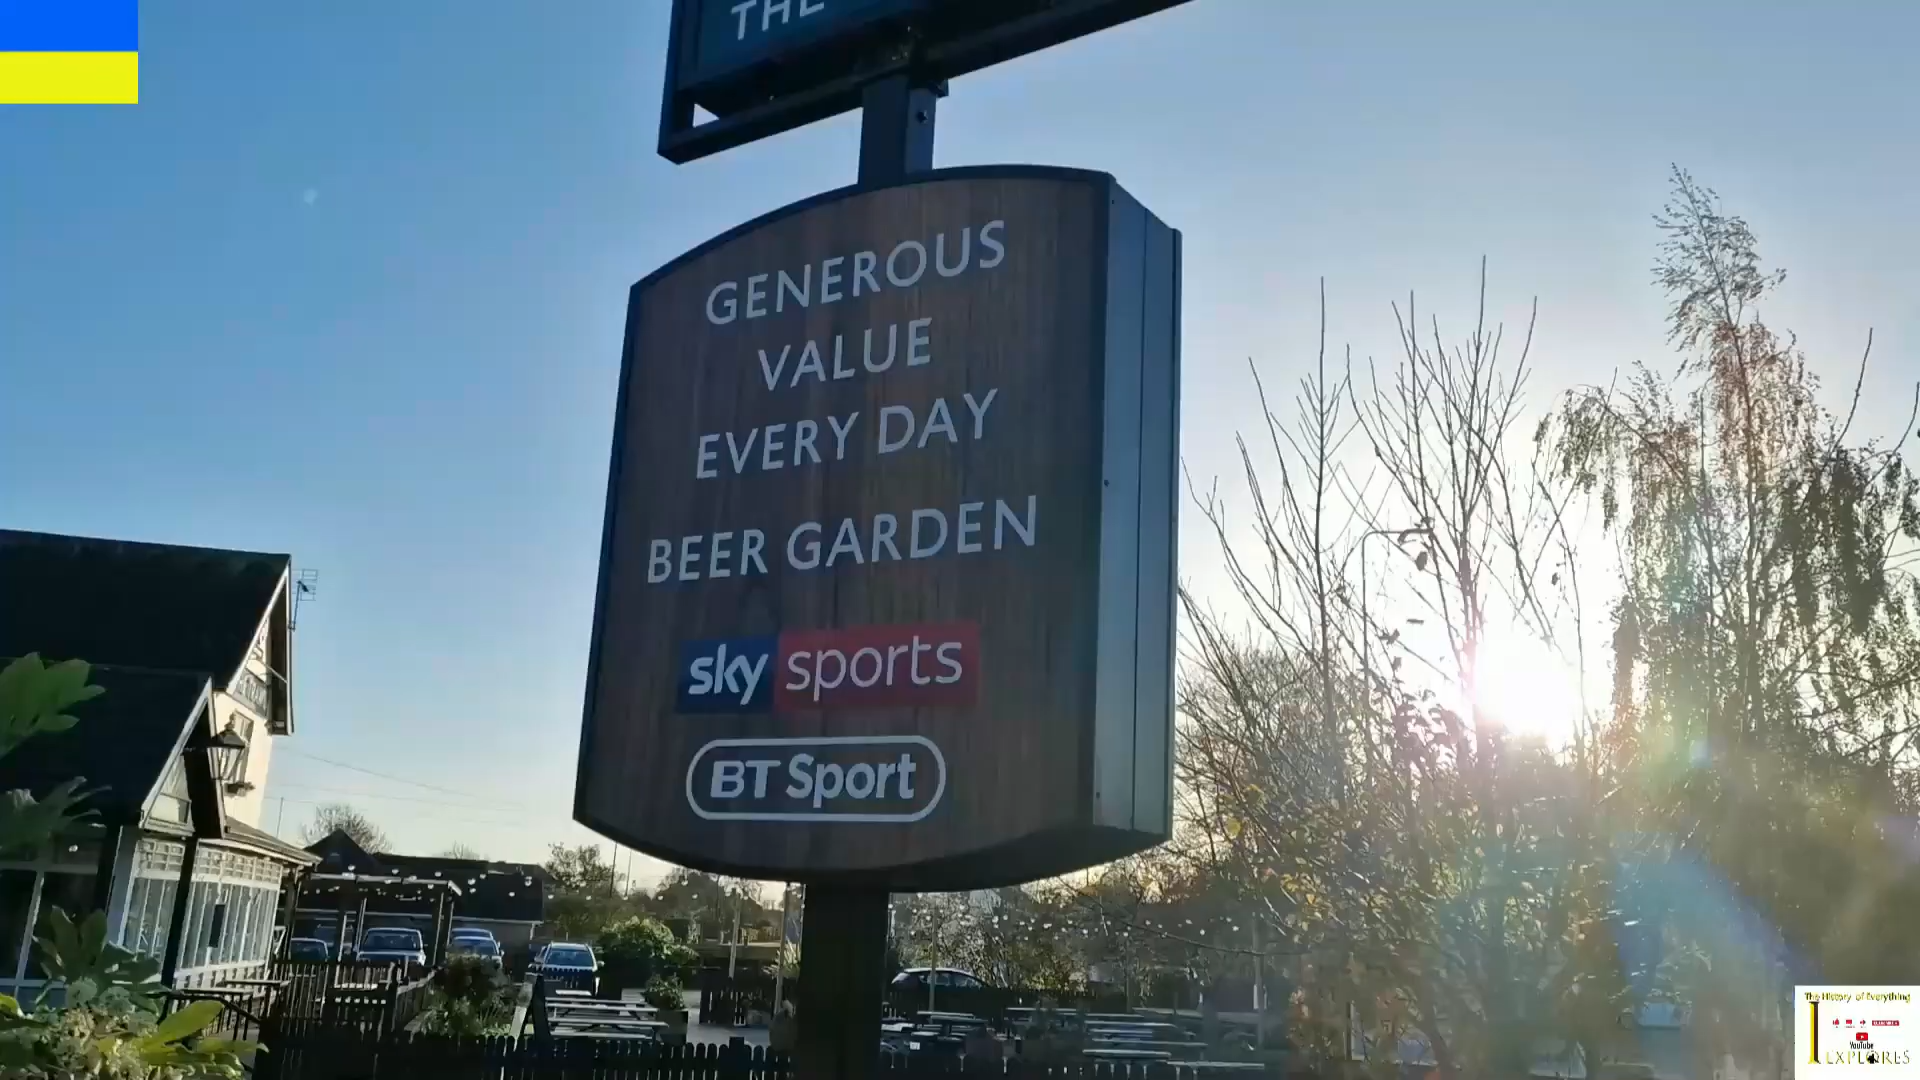 THE
GENEROUS
VALUE
EVERY DAY
BEER GARDEN
sky sports
BT Sport
The History of Everything
YouTube
EXPLORES